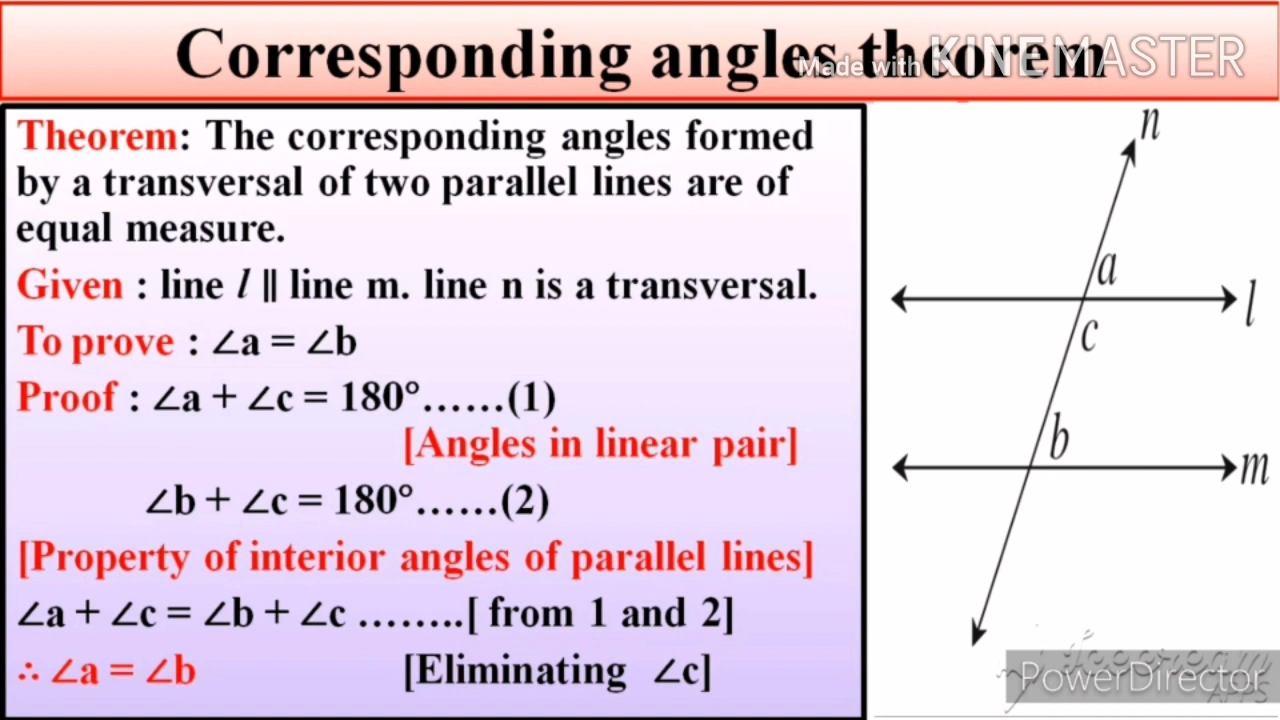 Corresponding angles theorem
Made with KINEMASTER
Theorem: The corresponding angles formed
by a transversal of two parallel lines are of
equal measure.
Given : line l ∥ line m. line n is a transversal.
To prove : ∠a = ∠b
Proof : ∠a + ∠c = 180°……(1)
[Angles in linear pair]
∠b + ∠c = 180°……(2)
[Property of interior angles of parallel lines]
∠a + ∠c = ∠b + ∠c ……..[ from 1 and 2]
∴ ∠a = ∠b [Eliminating ∠c]
n
a
l
c
b
m
PowerDirector
APPS